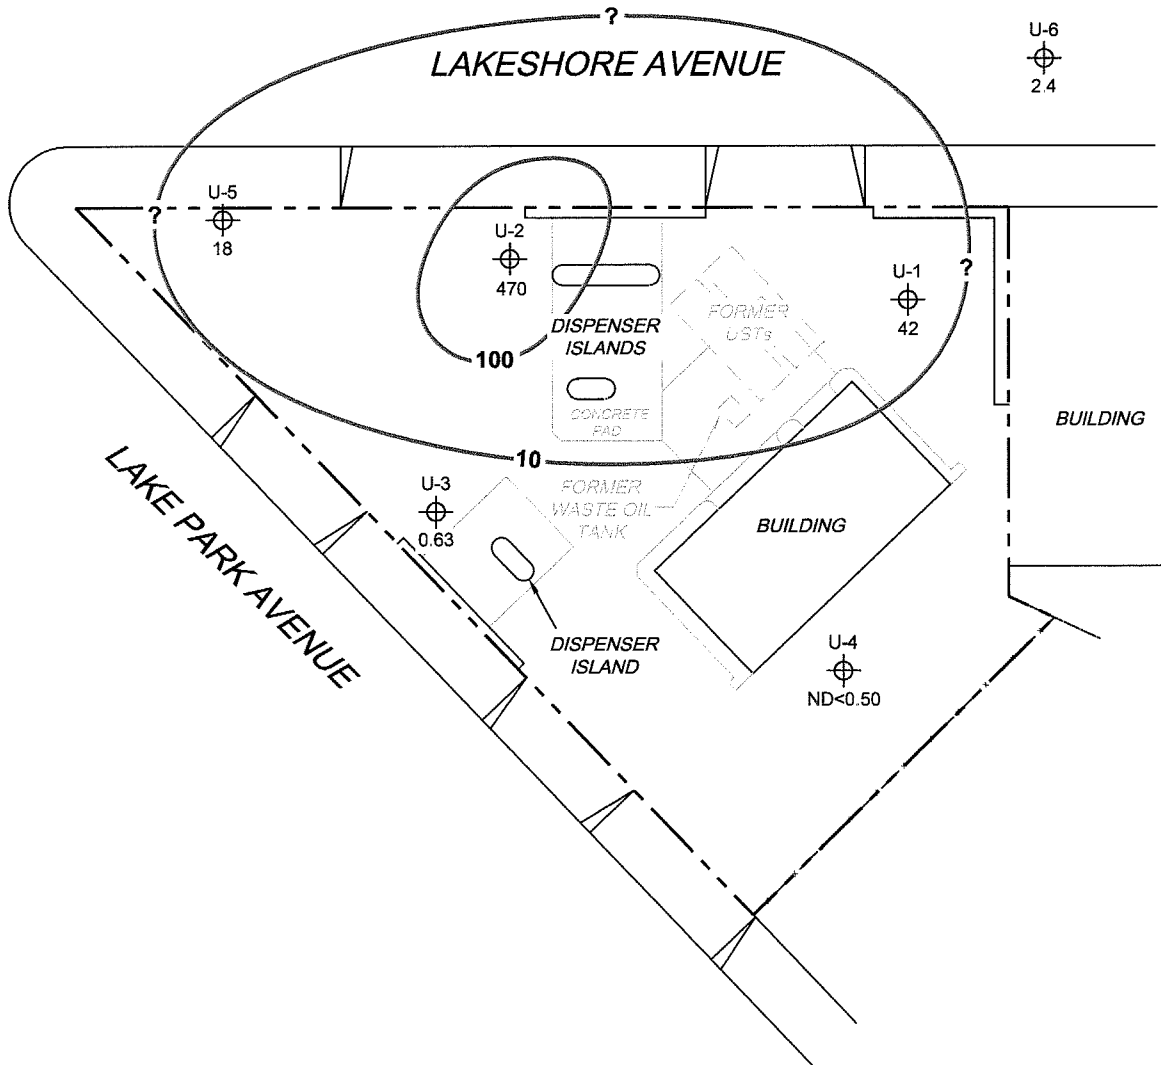 ?
LAKESHORE AVENUE
U-6
2.4
U-5
18
?
U-2
470
U-1
42
?
FORMER
USTs
DISPENSER
ISLANDS
100
CONCRETE
PAD
BUILDING
10
U-3
0.63
FORMER
WASTE OIL
TANK
BUILDING
LAKE PARK AVENUE
DISPENSER
ISLAND
U-4
ND<0.50